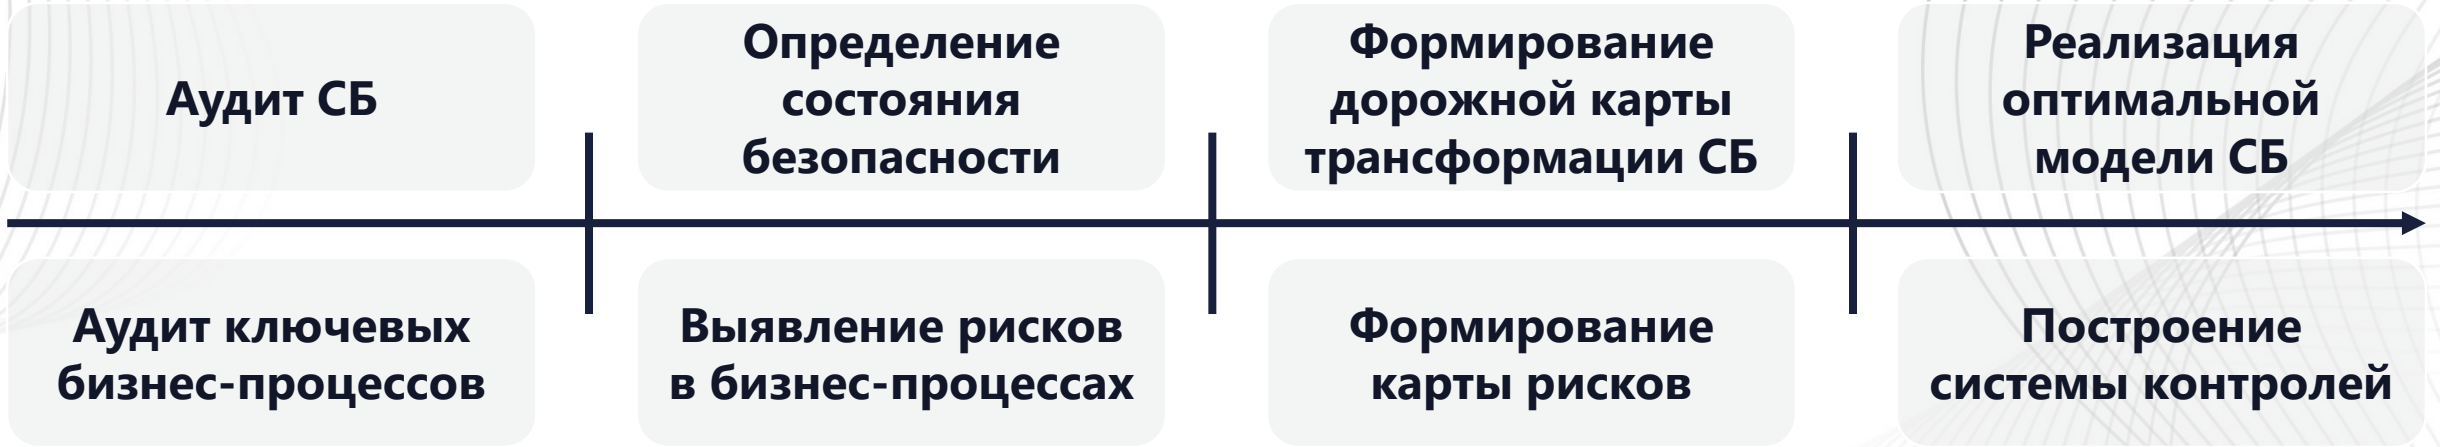 Аудит СБ
Определение
состояния
безопасности
Формирование
дорожной карты
трансформации СБ
Реализация
оптимальной
модели СБ
Аудит ключевых
бизнес-процессов
Выявление рисков
в бизнес-процессах
Формирование
карты рисков
Построение
системы контролей